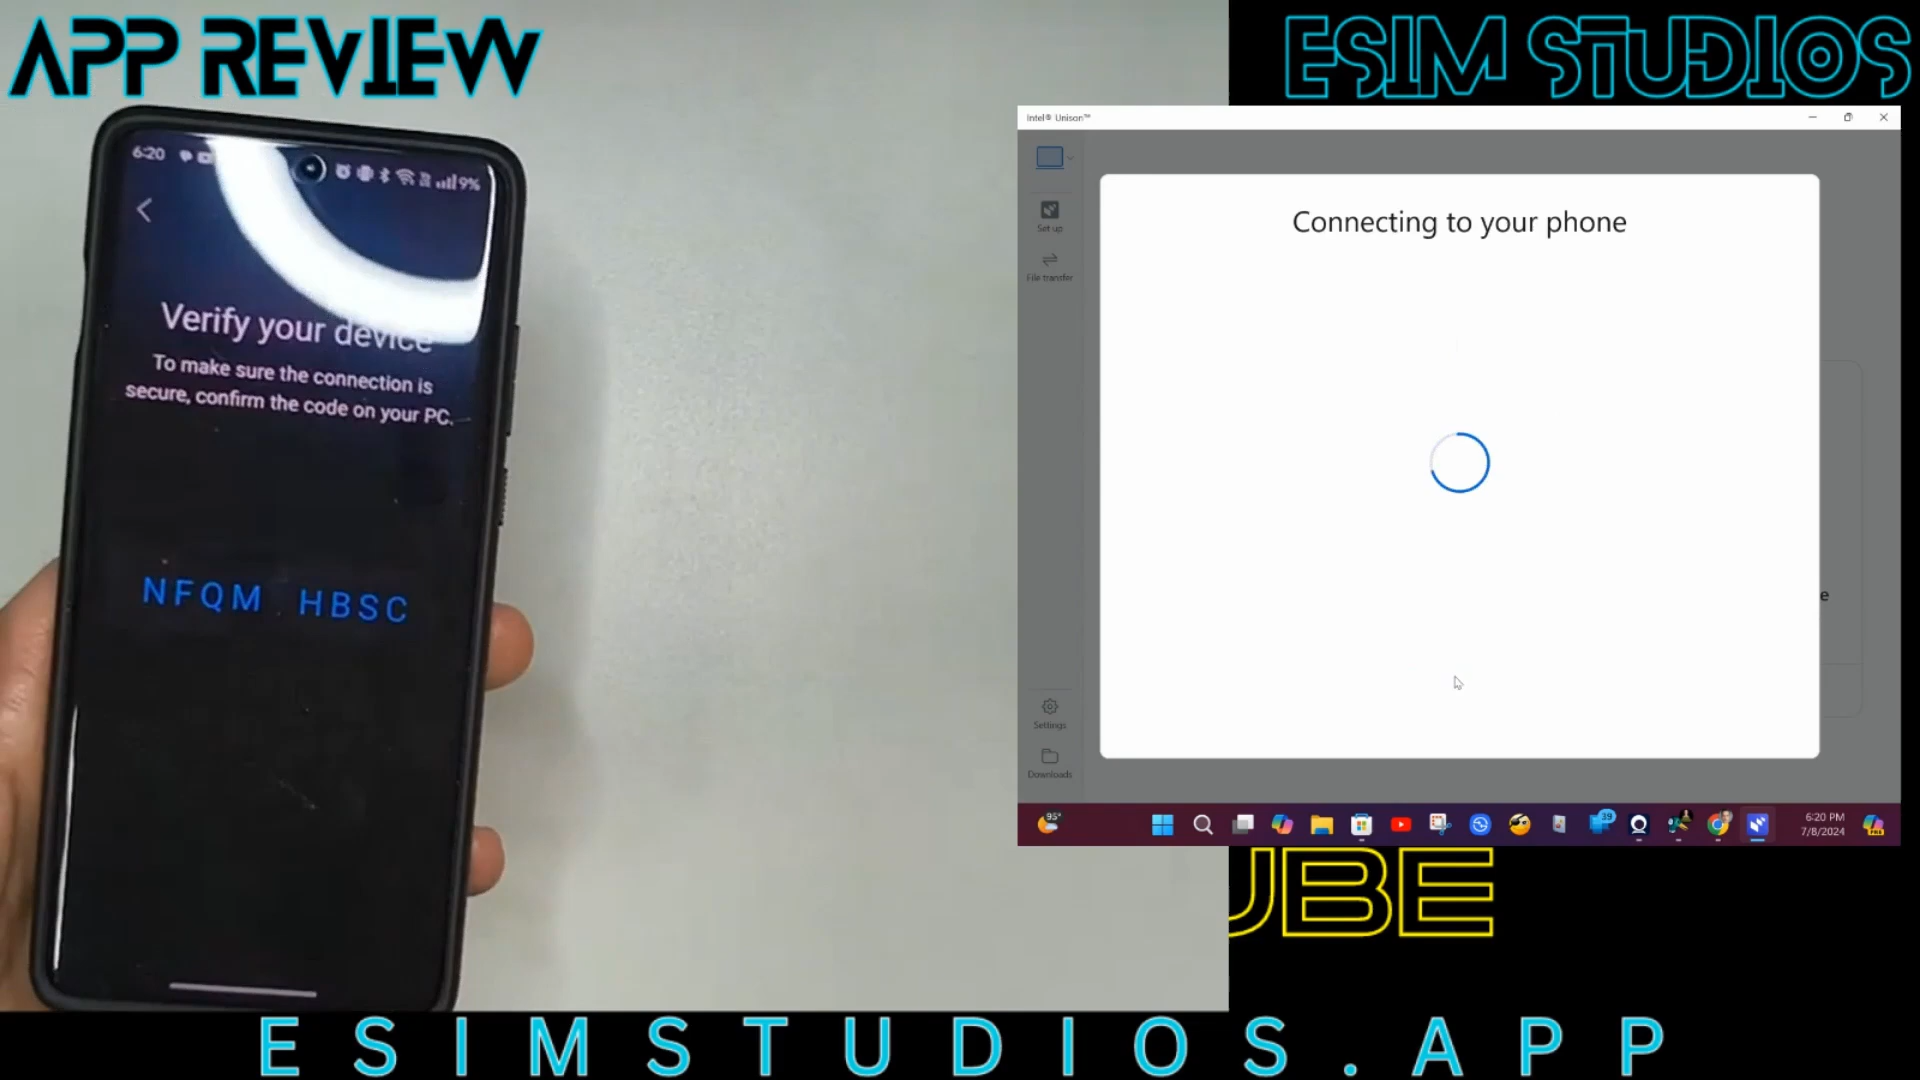 APP REVIEW
ESIM STUDIOS
6:20
9%
Verify your device
To make sure the connection is
secure, confirm the code on your PC.
NFQM HBSC
Intel® Unison™
Set up
File transfer
Connecting to your phone
e
Settings
Downloads
95°
39
6:20 PM
7/8/2024
UBE
ESIMSTUDIOS.APP